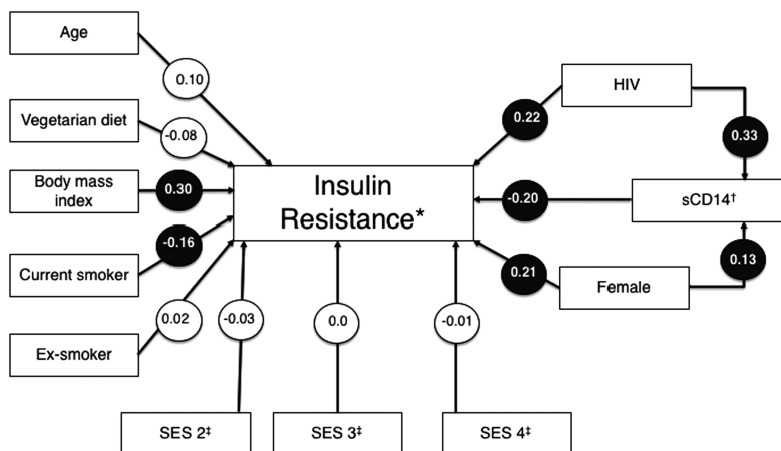 Age
0.10
HIV
Vegetarian diet
-0.08
0.22
0.33
Body mass
index
0.30
Insulin
Resistance*
-0.20
sCD14†
Current smoker
-0.16
0.21
Female
0.13
Ex-smoker
0.02
-0.03
0.0
-0.01
SES 2‡
SES 3‡
SES 4‡